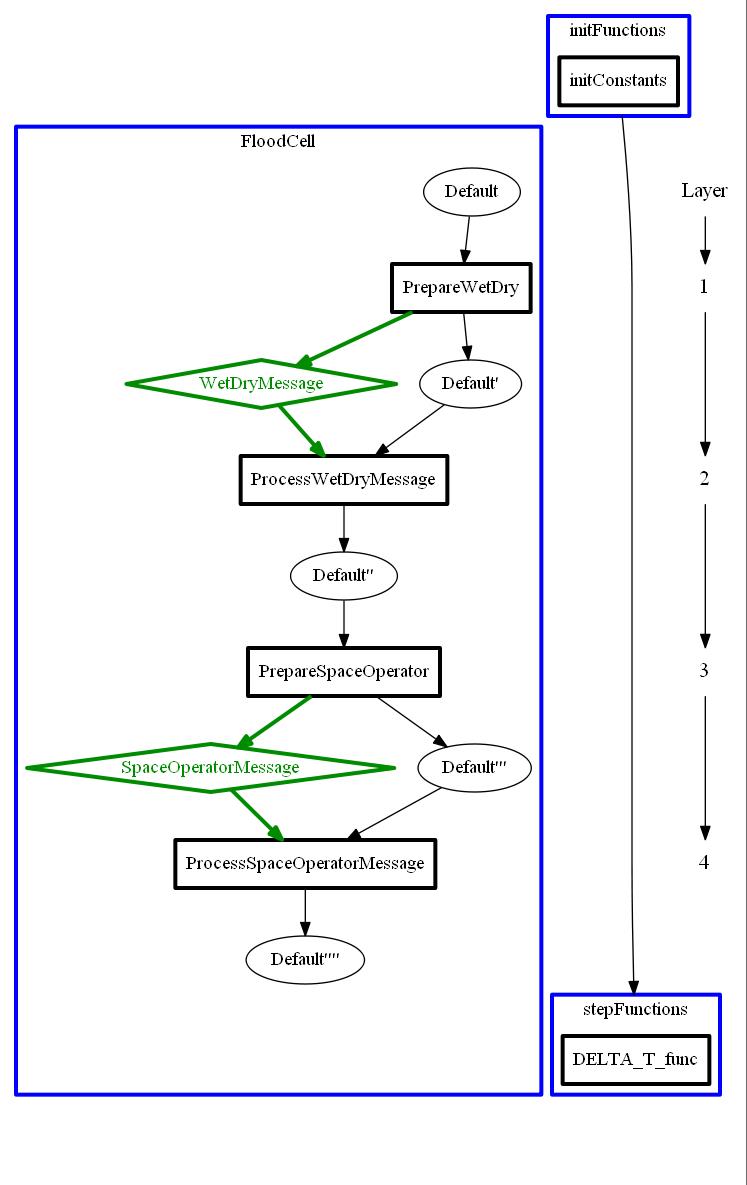 initFunctions
initConstants
FloodCell
Default
Layer
PrepareWetDry
1
WetDryMessage
Default'
ProcessWetDryMessage
2
Default''
PrepareSpaceOperator
3
SpaceOperatorMessage
Default'''
ProcessSpaceOperatorMessage
4
Default''''
stepFunctions
DELTA_T_func